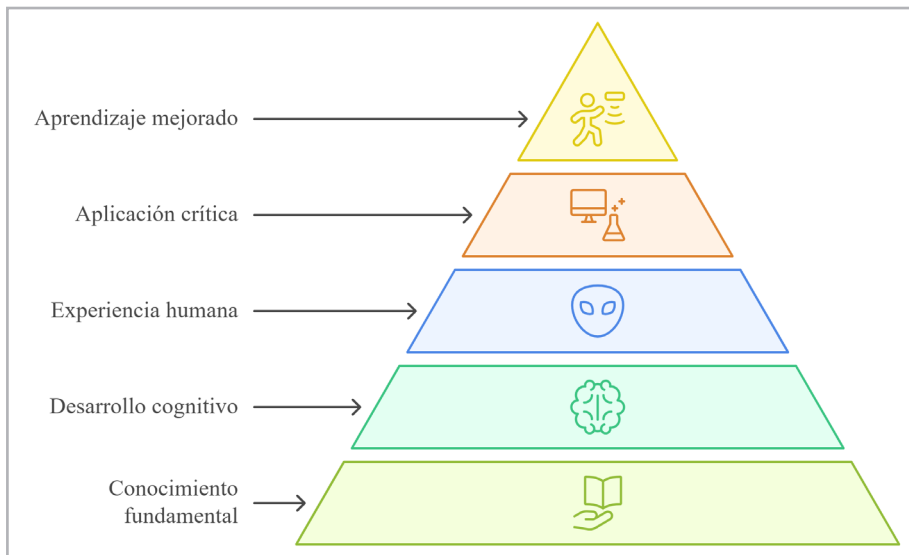 Aprendizaje mejorado
Aplicación crítica
Experiencia humana
Desarrollo cognitivo
Conocimiento
fundamental